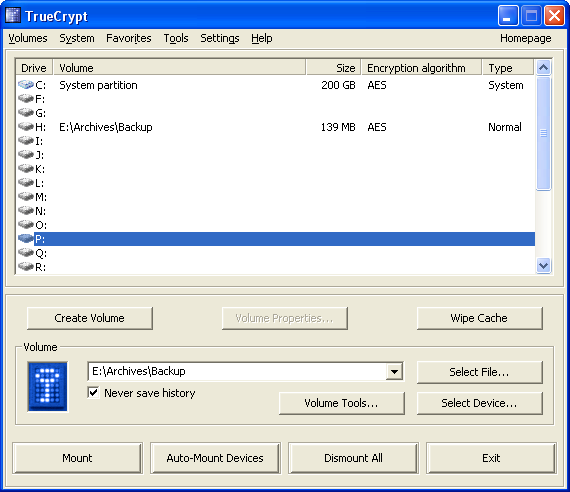 TrueCrypt
Volumes System Favorites Tools Settings Help Homepage
Drive Volume Size Encryption algorithm Type
C: System partition 200 GB AES System
F:
G:
H: E:\Archives\Backup 139 MB AES Normal
I:
J:
K:
L:
M:
N:
O:
P:
Q:
R:
Create Volume Volume Properties... Wipe Cache
Volume
E:\Archives\Backup Select File...
Never save history
Volume Tools... Select Device...
Mount Auto-Mount Devices Dismount All Exit